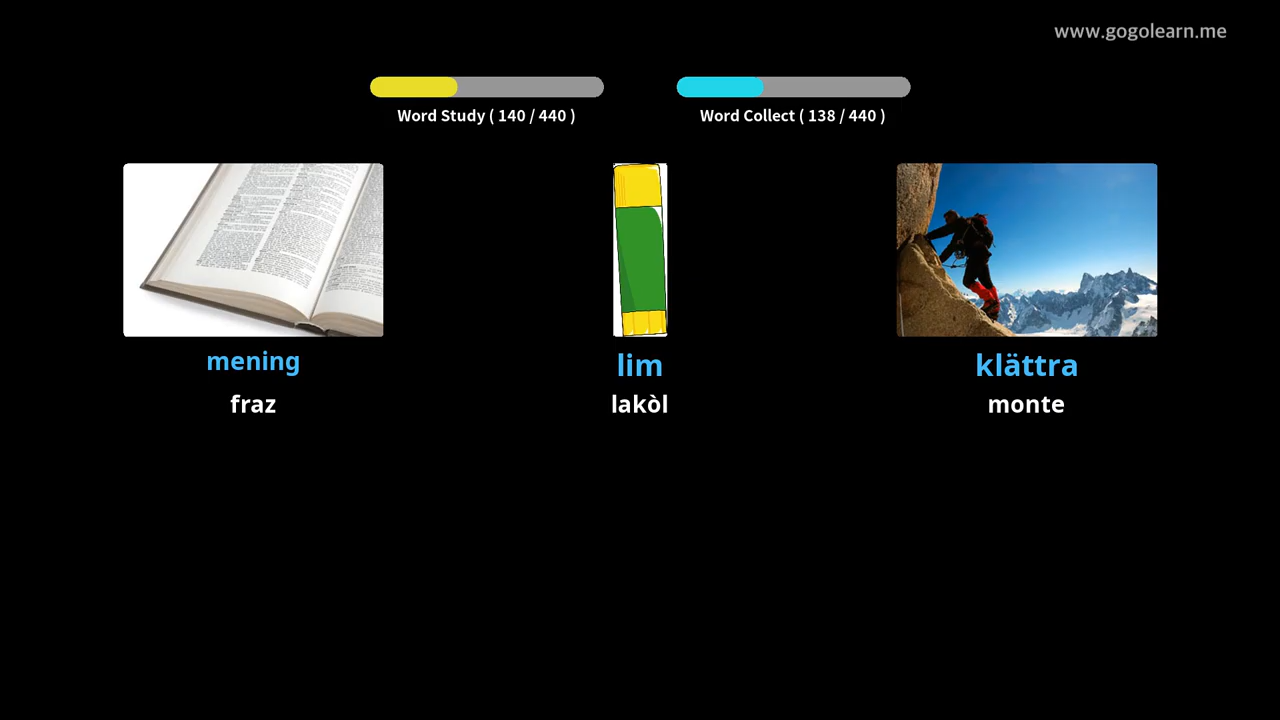 www.gogolearn.me
Word Study ( 140 / 440 )
Word Collect ( 138 / 440 )
mening
lim
klättra
fraz
lakòl
monte